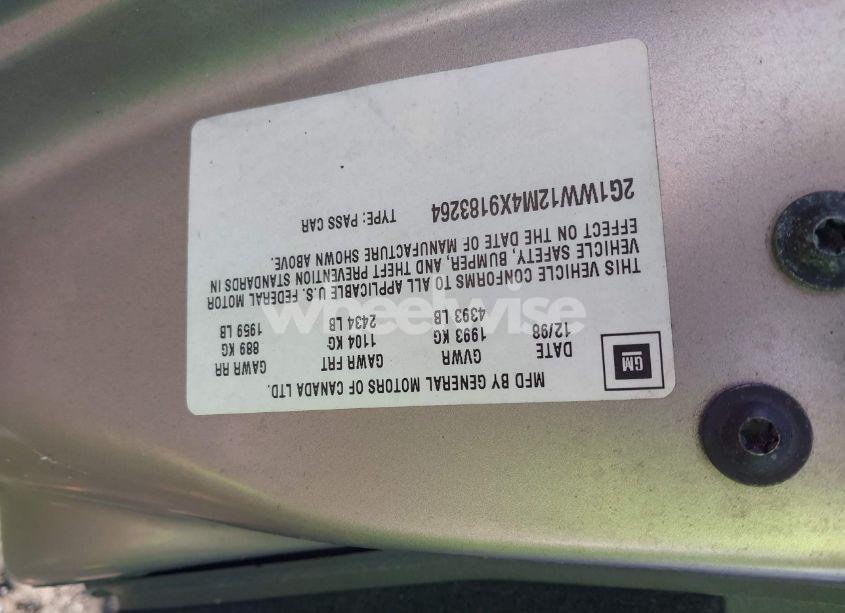 MFD BY GENERAL MOTORS OF CANADA LTD.
GM
DATE GVWR GAWR FRT GAWR RR
12/98 1993 KG 1104 KG 889 KG
4393 LB 2434 LB 1959 LB
THIS VEHICLE CONFORMS TO ALL APPLICABLE U.S. FEDERAL MOTOR
VEHICLE SAFETY, BUMPER, AND THEFT PREVENTION STANDARDS IN
EFFECT ON THE DATE OF MANUFACTURE SHOWN ABOVE.
2G1WW12M4X9183264 TYPE: PASS CAR
wheelwise